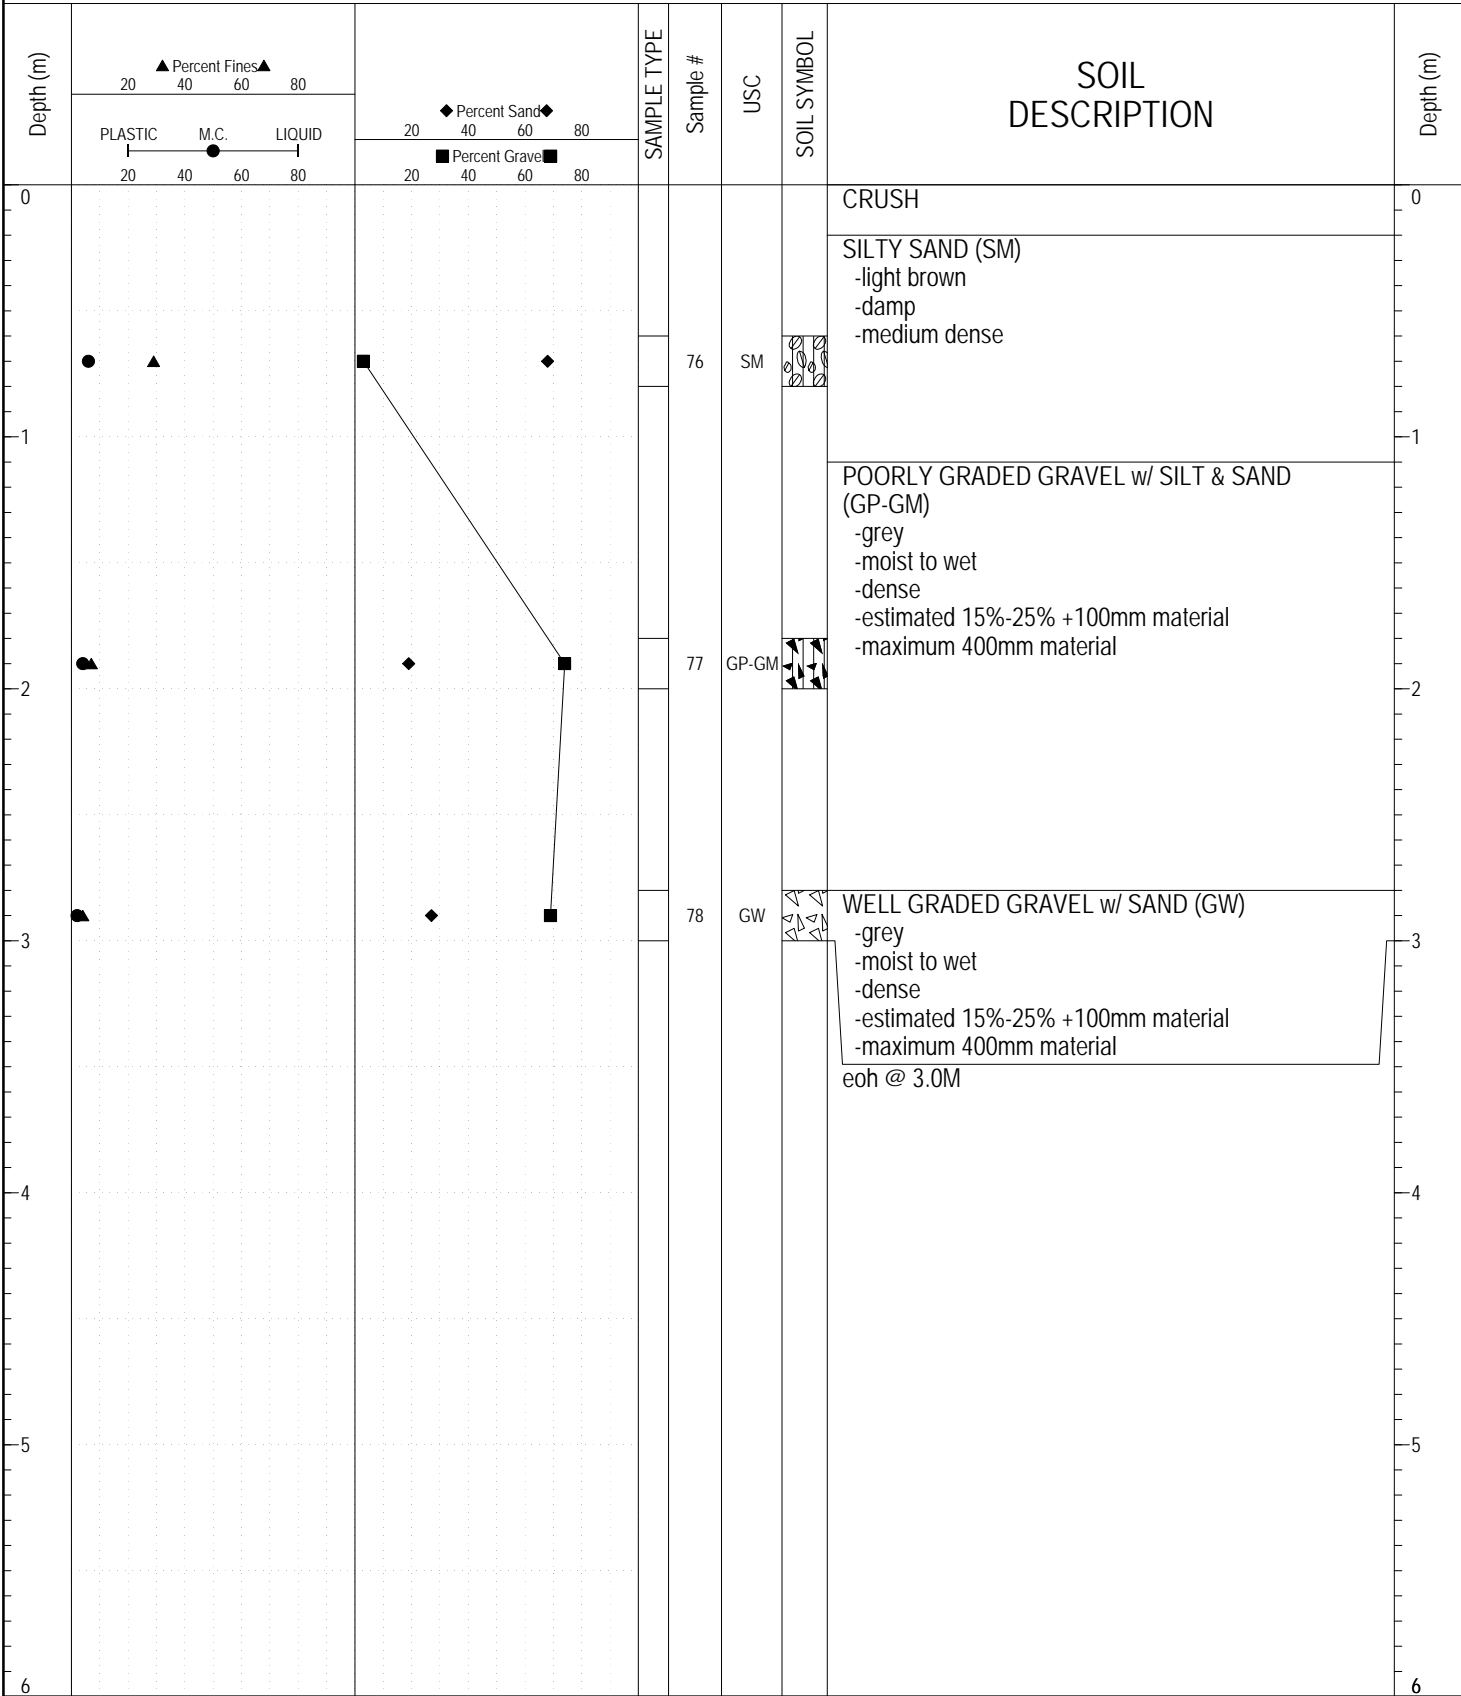 Depth (m)
▲ Percent Fines ▲
20 40 60 80
PLASTIC M.C. LIQUID
20 40 60 80
◆ Percent Sand ◆
20 40 60 80
■ Percent Gravel ■
20 40 60 80
SAMPLE TYPE
Sample #
USC
SOIL SYMBOL
SOIL
DESCRIPTION
Depth (m)
0 CRUSH 0
SILTY SAND (SM)
-light brown
-damp
-medium dense
76 SM
1 1
POORLY GRADED GRAVEL w/ SILT & SAND
(GP-GM)
-grey
-moist to wet
-dense
-estimated 15%-25% +100mm material
-maximum 400mm material
77 GP-GM
2 2
78 GW WELL GRADED GRAVEL w/ SAND (GW)
3 -grey 3
-moist to wet
-dense
-estimated 15%-25% +100mm material
-maximum 400mm material
eoh @ 3.0M
4 4
5 5
6 6